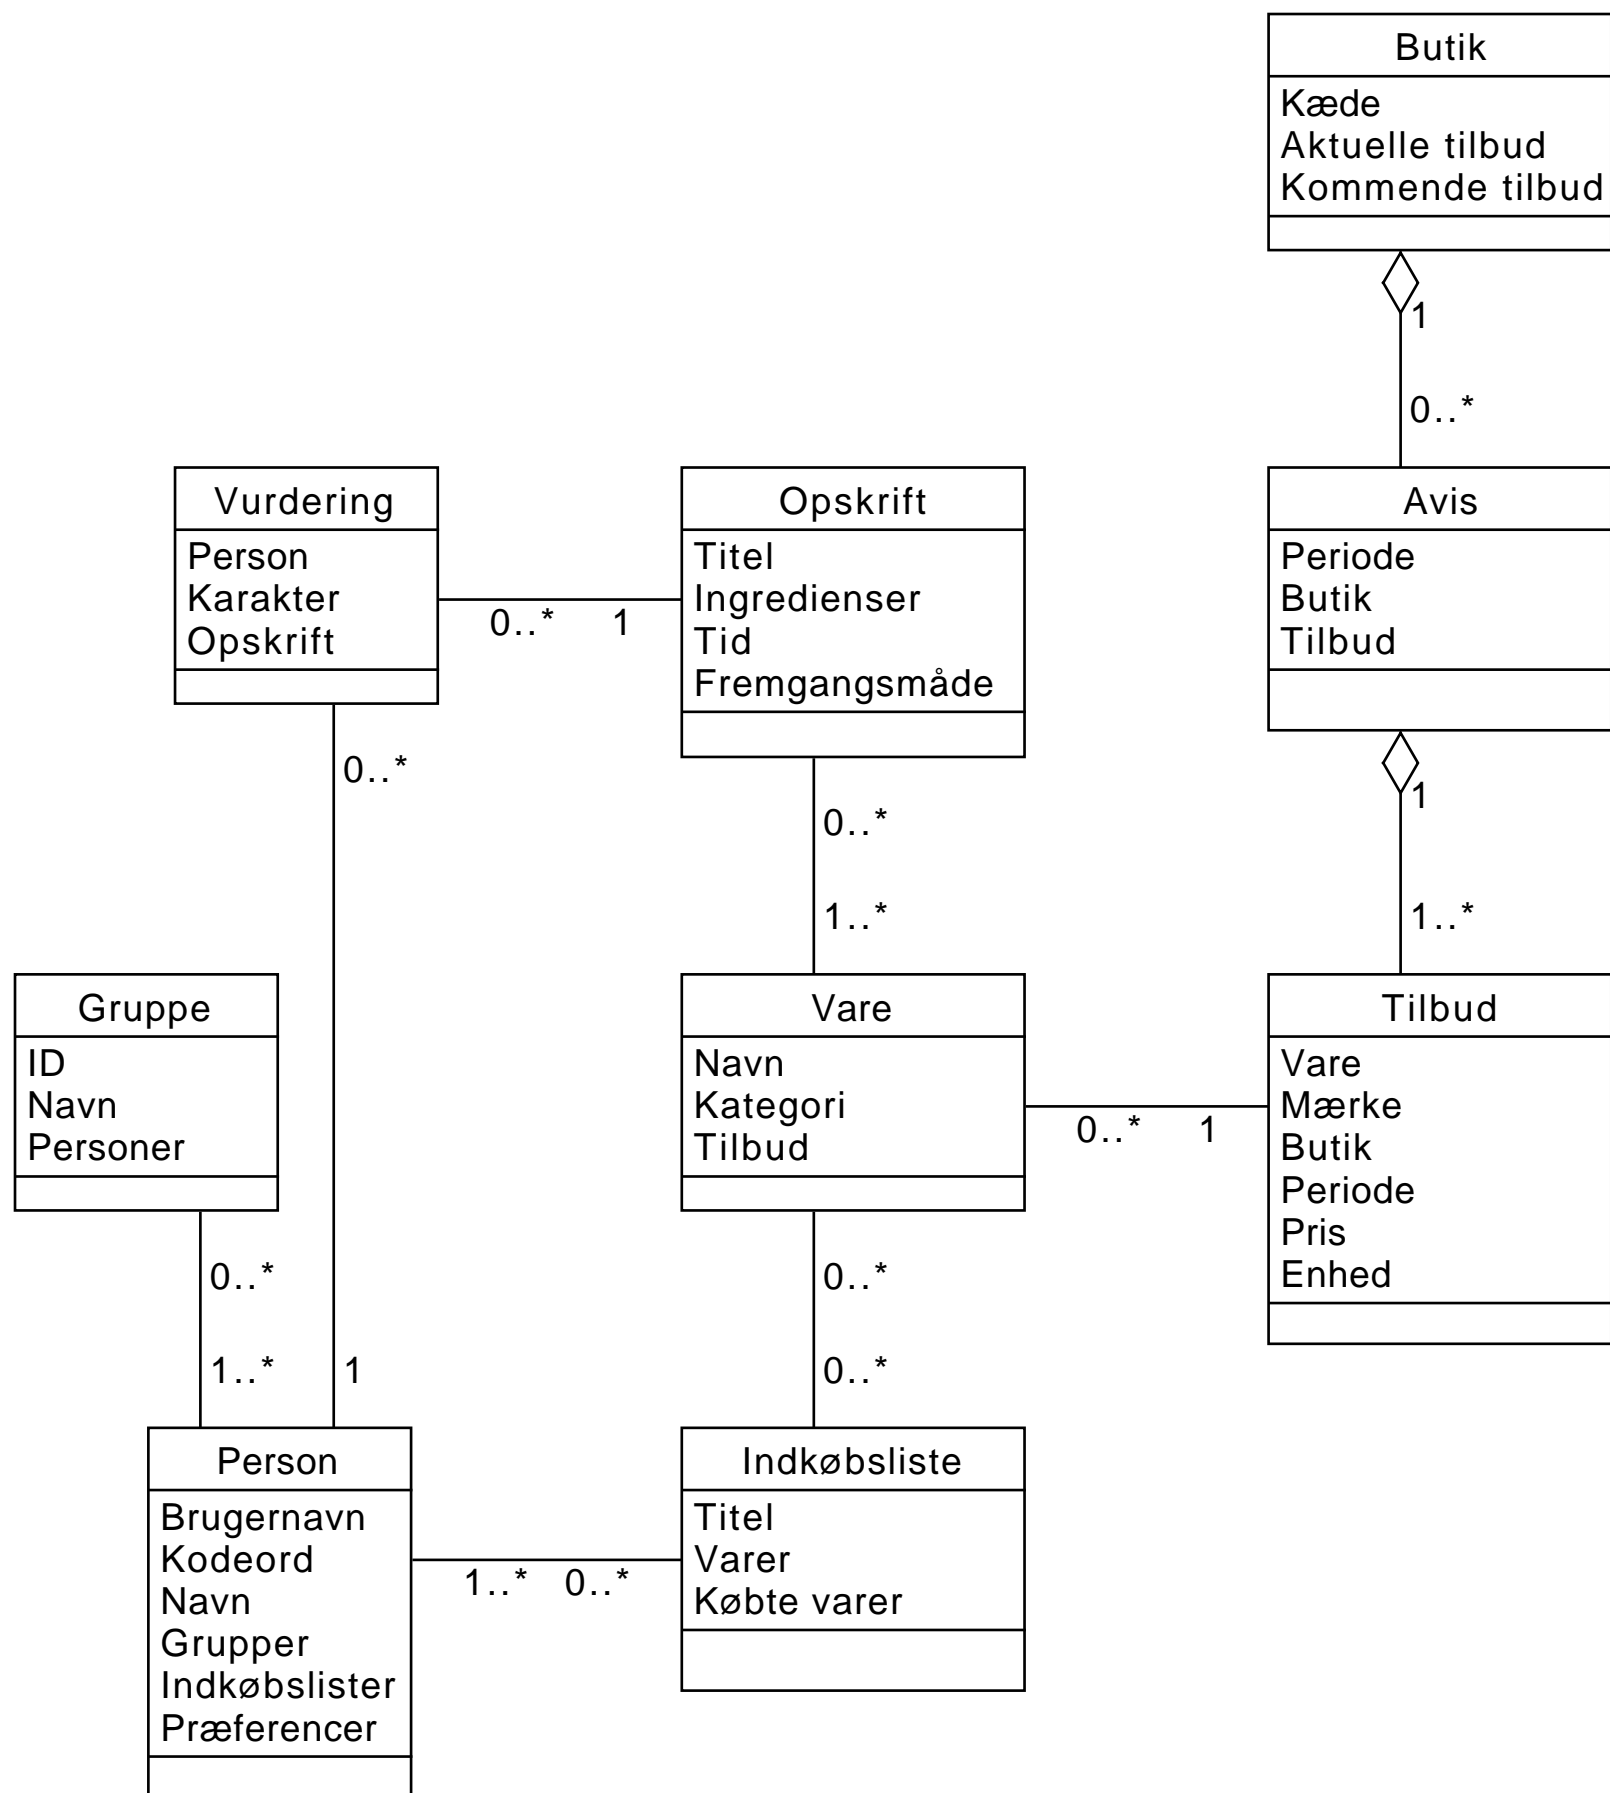 Butik
Kæde
Aktuelle tilbud
Kommende tilbud
1
0..*
Vurdering
Person
Karakter
Opskrift
0..*
1
Opskrift
Titel
Ingredienser
Tid
Fremgangsmåde
Avis
Periode
Butik
Tilbud
0..*
0..*
1..*
1
1..*
Gruppe
ID
Navn
Personer
Vare
Navn
Kategori
Tilbud
0..*
1
Tilbud
Vare
Mærke
Butik
Periode
Pris
Enhed
0..*
1..*
1
0..*
0..*
Person
Brugernavn
Kodeord
Navn
Grupper
Indkøbslister
Præferencer
1..*
0..*
Indkøbsliste
Titel
Varer
Købte varer